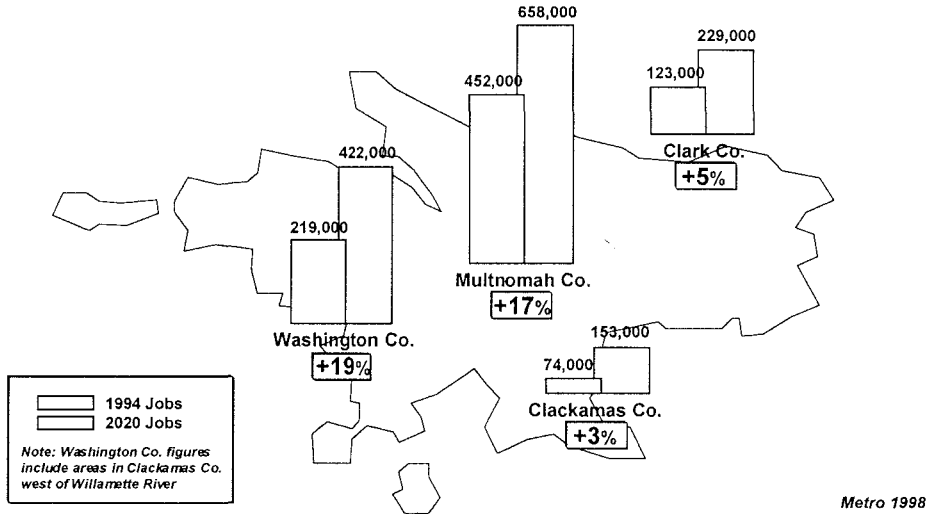 658,000
452,000
229,000
123,000
Clark Co.
+5%
422,000
219,000
Multnomah Co.
+17%
Washington Co.
+19%
153,000
74,000
Clackamas Co.
+3%
1994 Jobs
2020 Jobs
Note: Washington Co. figures
include areas in Clackamas Co.
west of Willamette River
Metro 1998